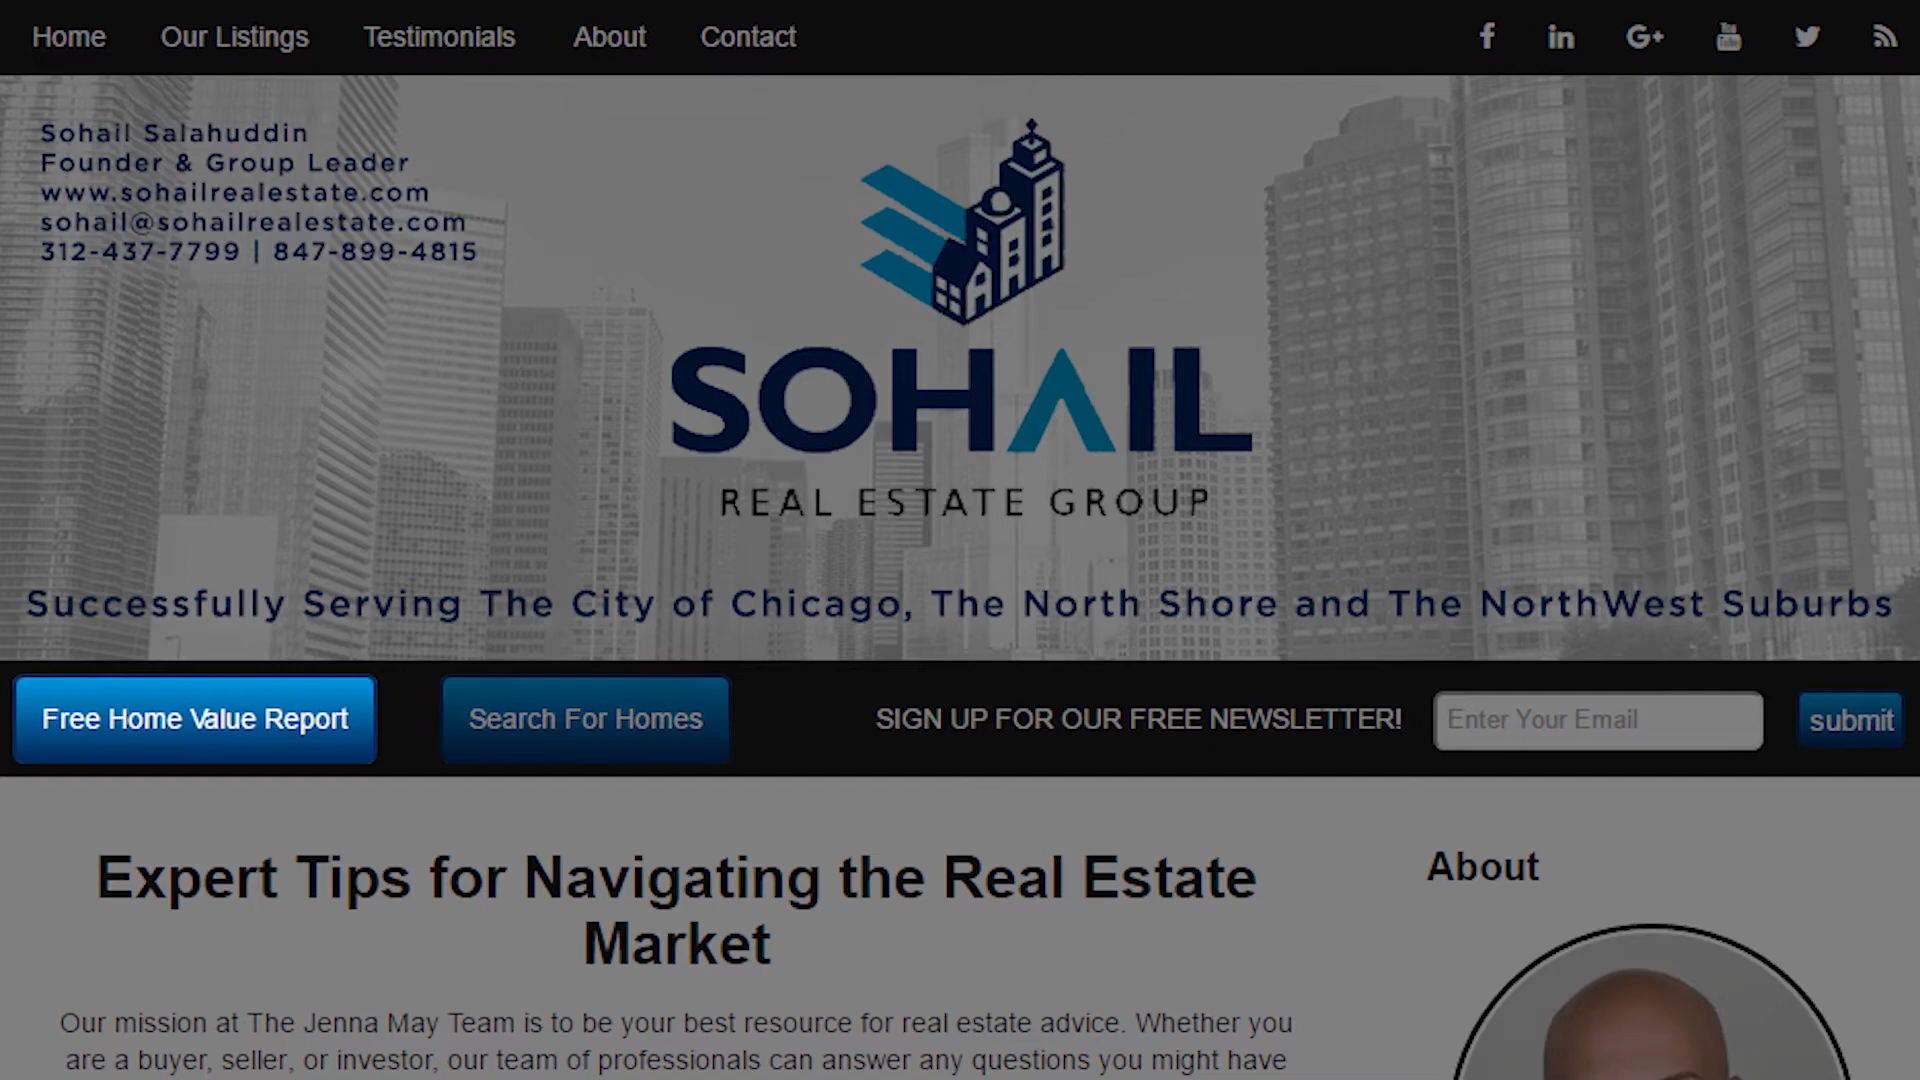 Home Our Listings Testimonials About Contact
Sohail Salahuddin
Founder & Group Leader
www.sohailrealestate.com
sohail@sohailrealestate.com
312-437-7799 | 847-899-4815
SOHAIL
REAL ESTATE GROUP
Successfully Serving The City of Chicago, The North Shore and The NorthWest Suburbs
Free Home Value Report Search For Homes SIGN UP FOR OUR FREE NEWSLETTER! Enter Your Email submit
Expert Tips for Navigating the Real Estate
Market
Our mission at The Jenna May Team is to be your best resource for real estate advice. Whether you
are a buyer, seller, or investor, our team of professionals can answer any questions you might have
About